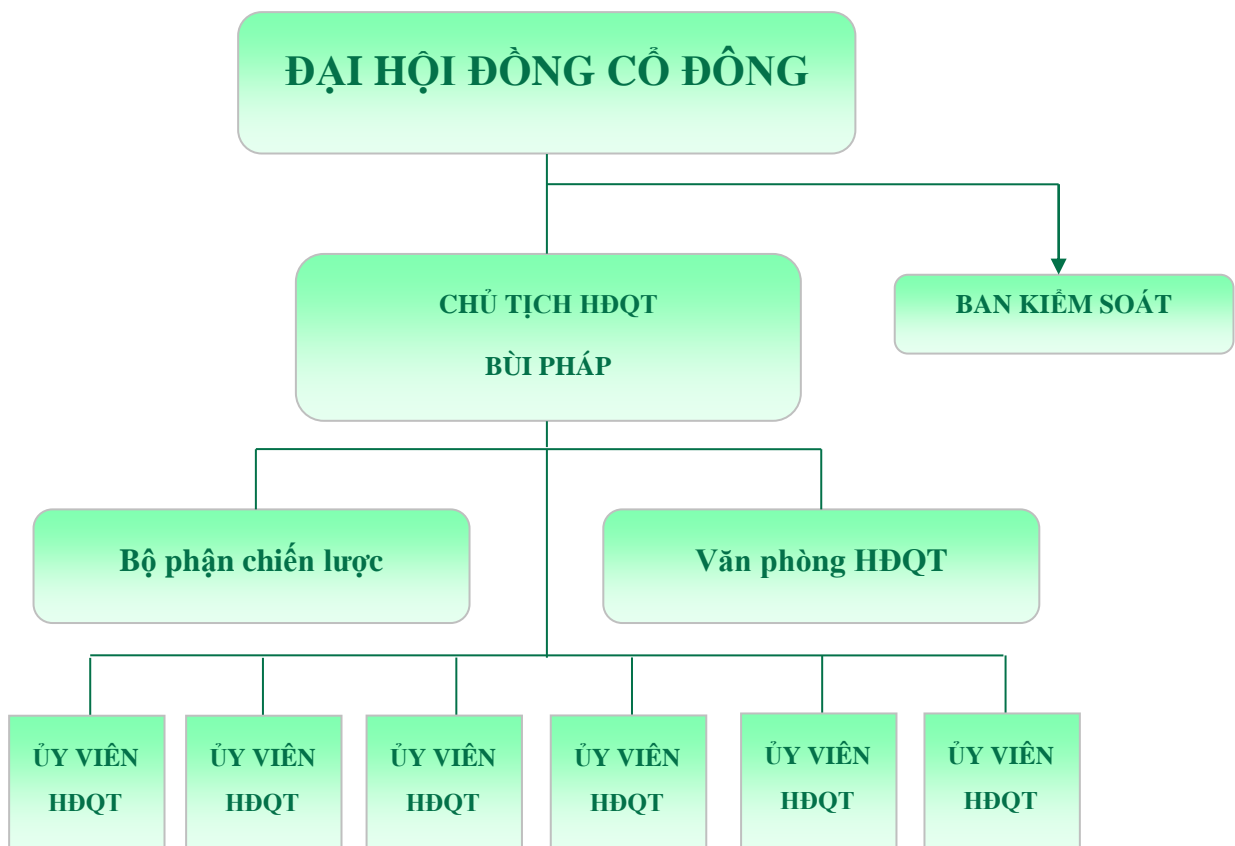 ĐẠI HỘI ĐỒNG CỔ ĐÔNG
CHỦ TỊCH HĐQT
BÙI PHÁP
BAN KIỂM SOÁT
Bộ phận chiến lược
Văn phòng HĐQT
ỦY VIÊN
HĐQT
ỦY VIÊN
HĐQT
ỦY VIÊN
HĐQT
ỦY VIÊN
HĐQT
ỦY VIÊN
HĐQT
ỦY VIÊN
HĐQT